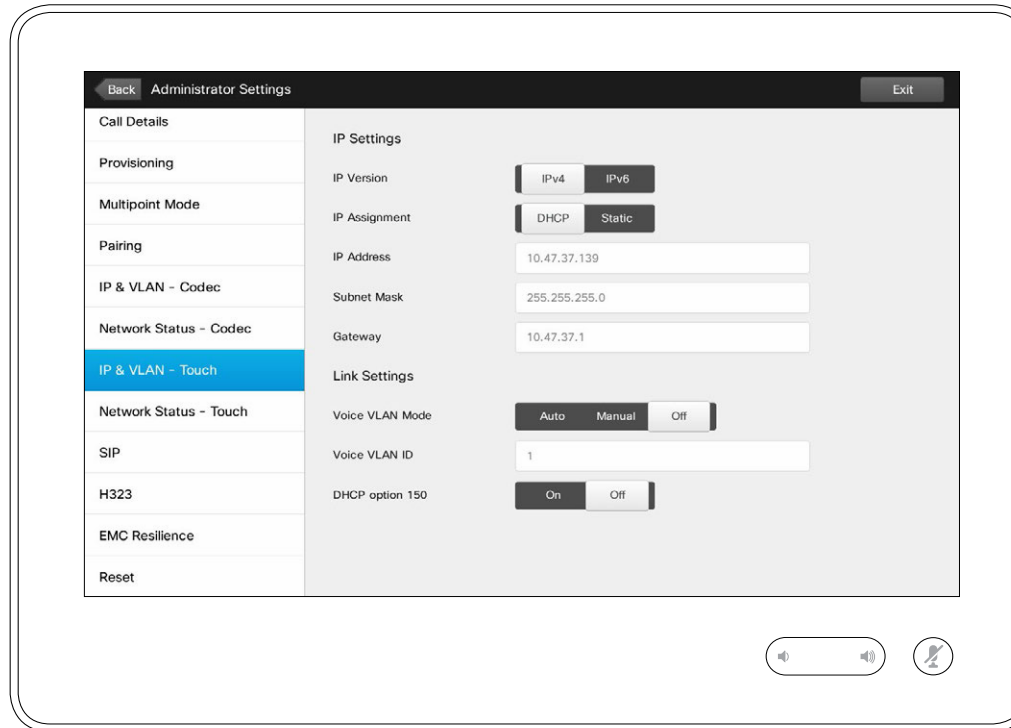 Back Administrator Settings Exit
Call Details
Provisioning
Multipoint Mode
Pairing
IP & VLAN - Codec
Network Status - Codec
IP & VLAN - Touch
Network Status - Touch
SIP
H323
EMC Resilience
Reset
IP Settings
IP Version IPv4 IPv6
IP Assignment DHCP Static
IP Address 10.47.37.139
Subnet Mask 255.255.255.0
Gateway 10.47.37.1
Link Settings
Voice VLAN Mode Auto Manual Off
Voice VLAN ID 1
DHCP option 150 On Off